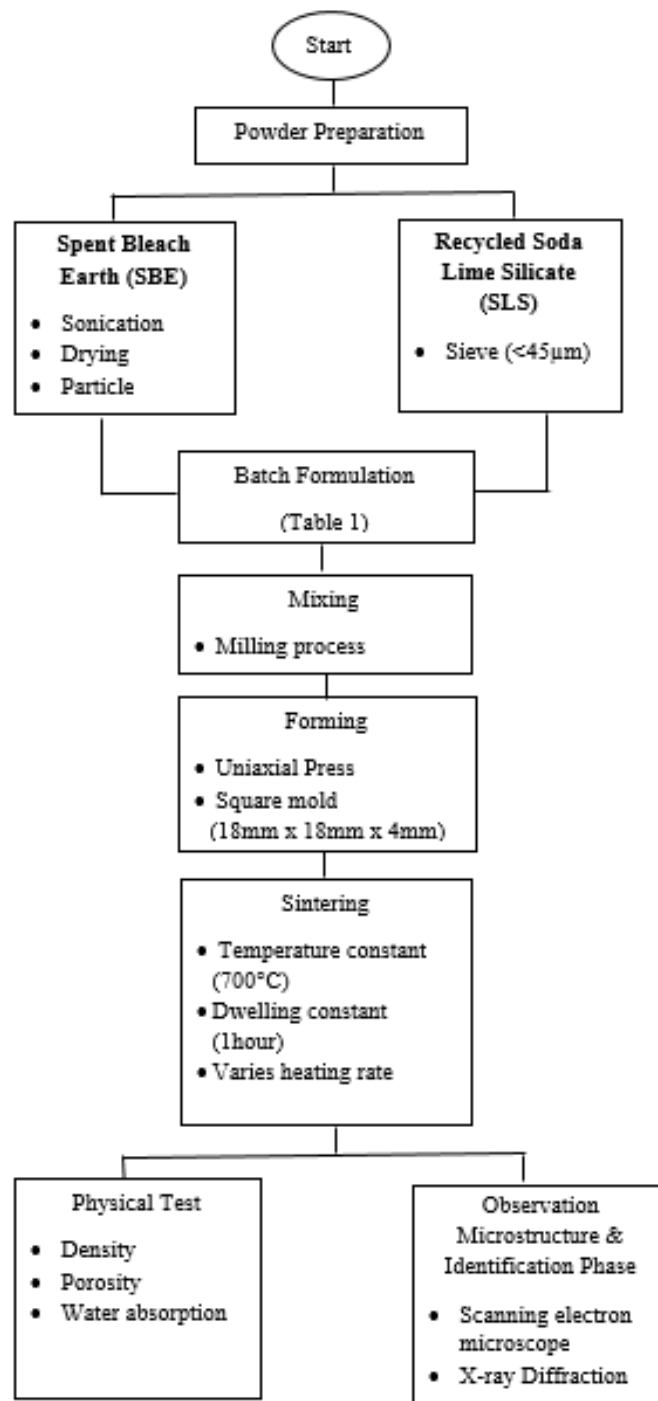 Start
Powder Preparation
Spent Bleach
Earth (SBE)
• Sonication
• Drying
• Particle
Recycled Soda
Lime Silicate
(SLS)
• Sieve (<45µm)
Batch Formulation
(Table 1)
Mixing
• Milling process
Forming
• Uniaxial Press
• Square mold
(18mm x 18mm x 4mm)
Sintering
• Temperature constant
(700°C)
• Dwelling constant
(1hour)
• Varies heating rate
Physical Test
• Density
• Porosity
• Water absorption
Observation
Microstructure &
Identification Phase
• Scanning electron
microscope
• X-ray Diffraction